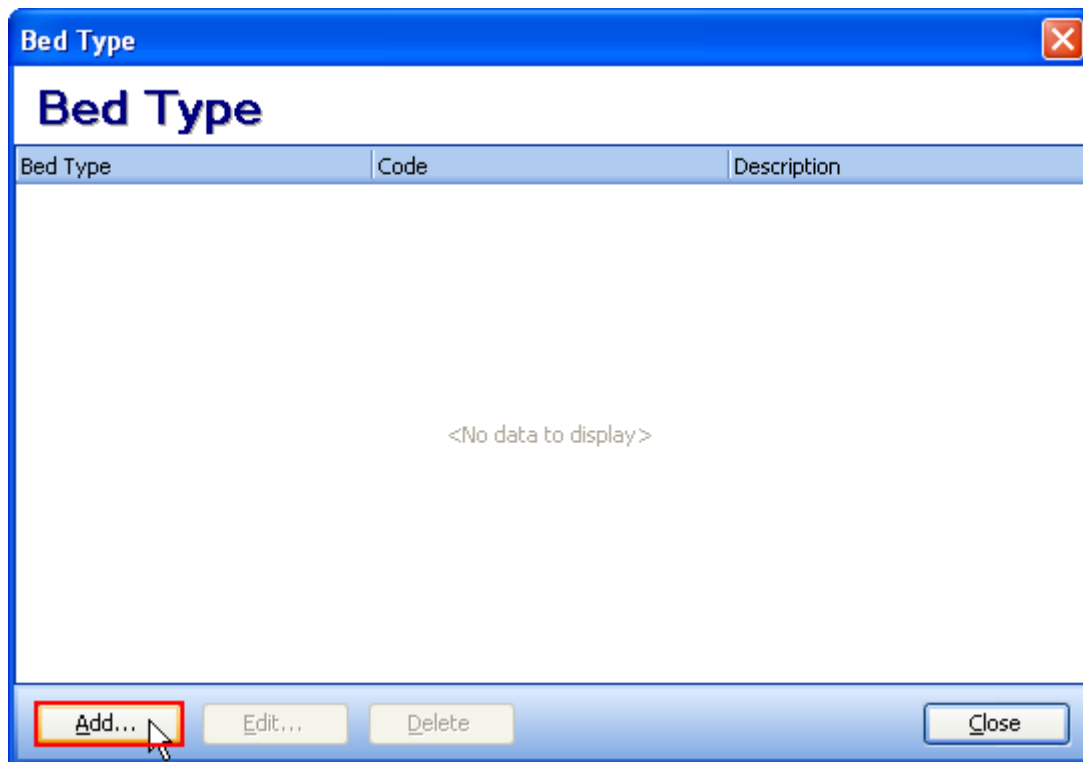 Bed Type
Bed Type
Bed Type Code Description
<No data to display>
Add... Edit... Delete Close